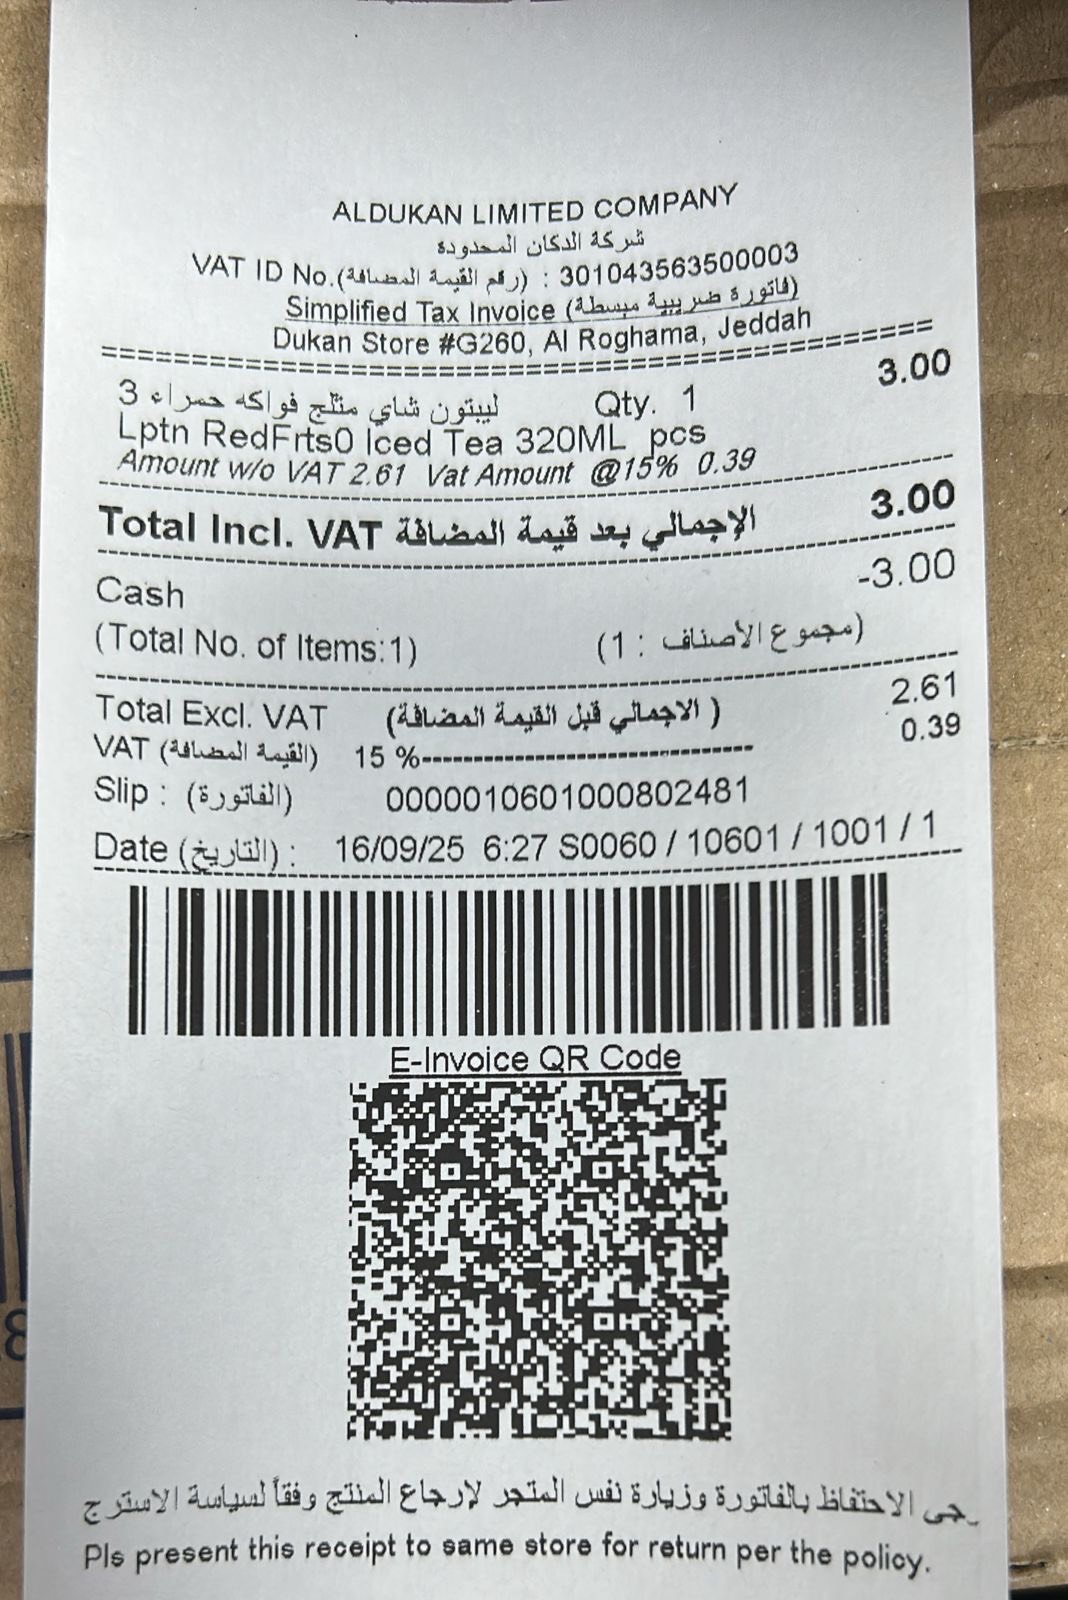 ALDUKAN LIMITED COMPANY
شركة الدكان المحدودة
VAT ID No.(رقم القيمة المضافة) : 301043563500003
Simplified Tax Invoice (فاتورة ضريبية مبسطة)
Dukan Store #G260, Al Roghama, Jeddah
==================================================
ليبتون شاي مثلج فواكه حمراء 3 Qty. 1 3.00
Lptn RedFrts0 Iced Tea 320ML pcs
Amount w/o VAT 2.61 Vat Amount @15% 0.39
Total Incl. VAT الإجمالي بعد قيمة المضافة 3.00
Cash -3.00
(Total No. of Items:1) (مجموع الأصناف : 1)
Total Excl. VAT (الاجمالي قبل القيمة المضافة ) 2.61
VAT (القيمة المضافة) 15 %------------------------------ 0.39
Slip : (الفاتورة) 0000010601000802481
Date (التاريخ) : 16/09/25 6:27 S0060 / 10601 / 1001 / 1
E-Invoice QR Code
الاحتفاظ بالفاتورة وزيارة نفس المتجر لإرجاع المنتج وفقاً لسياسة
Pls present this receipt to same store for return per the policy.